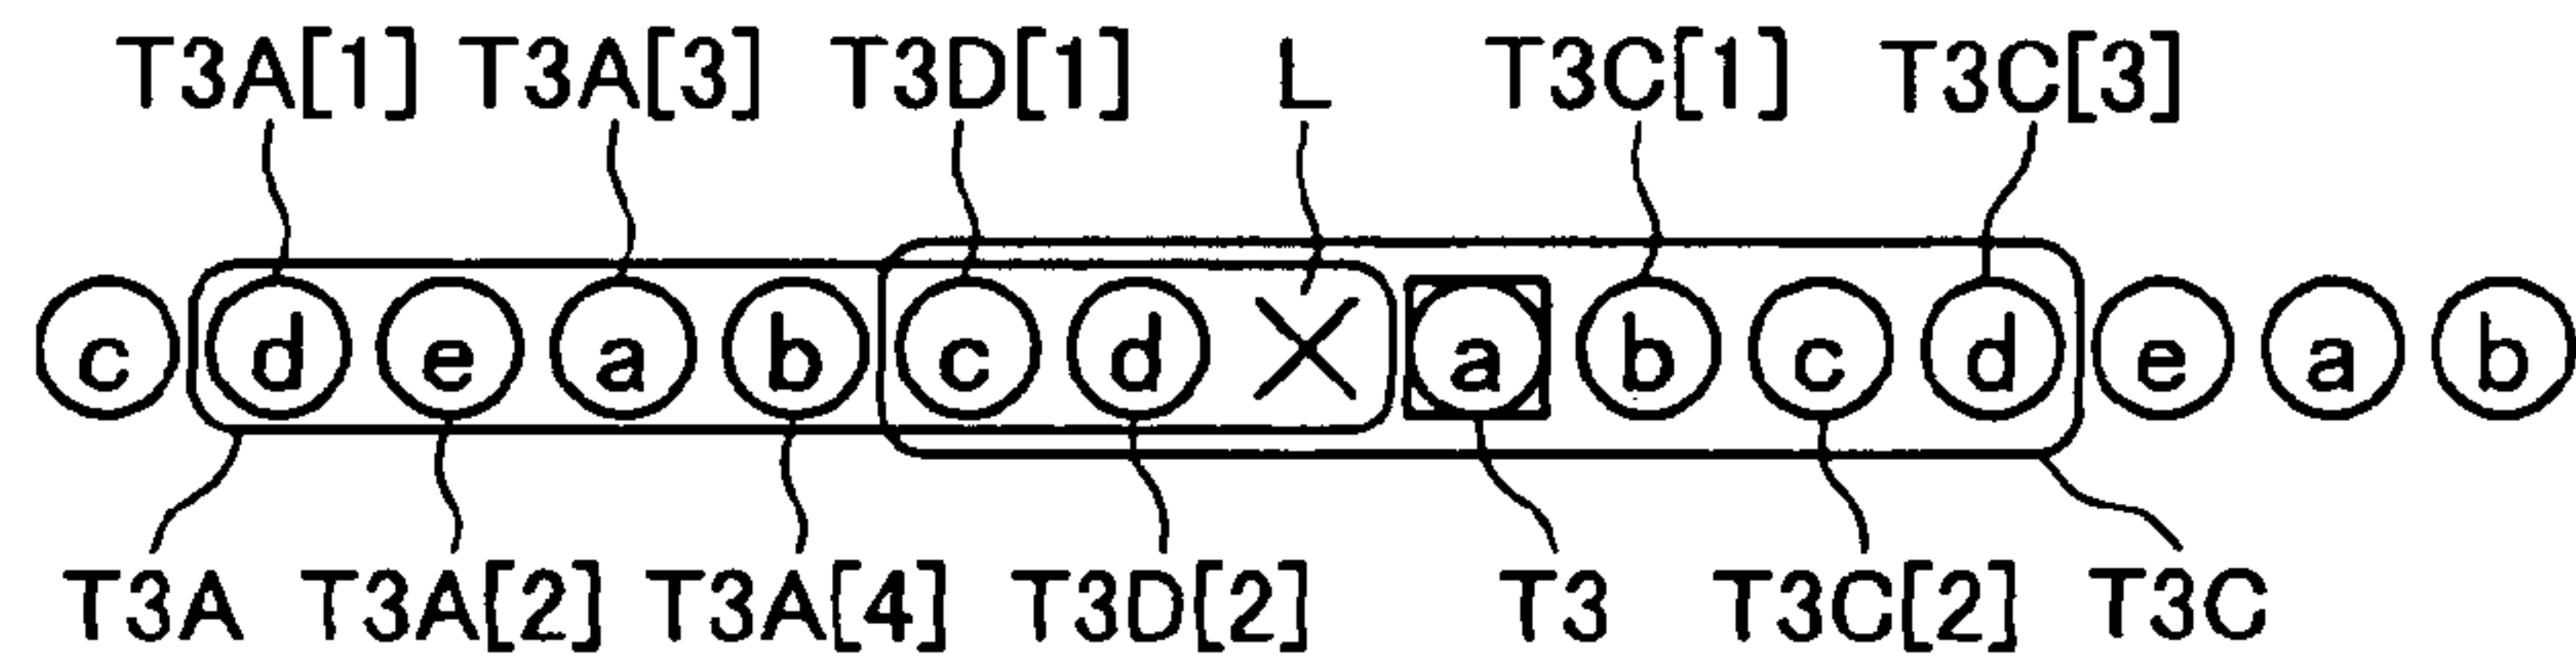 T3A[1] T3A[3] T3D[1] L T3C[1] T3C[3]
c d e a b c d a b c d e a b
T3A T3A[2] T3A[4] T3D[2] T3 T3C[2] T3C